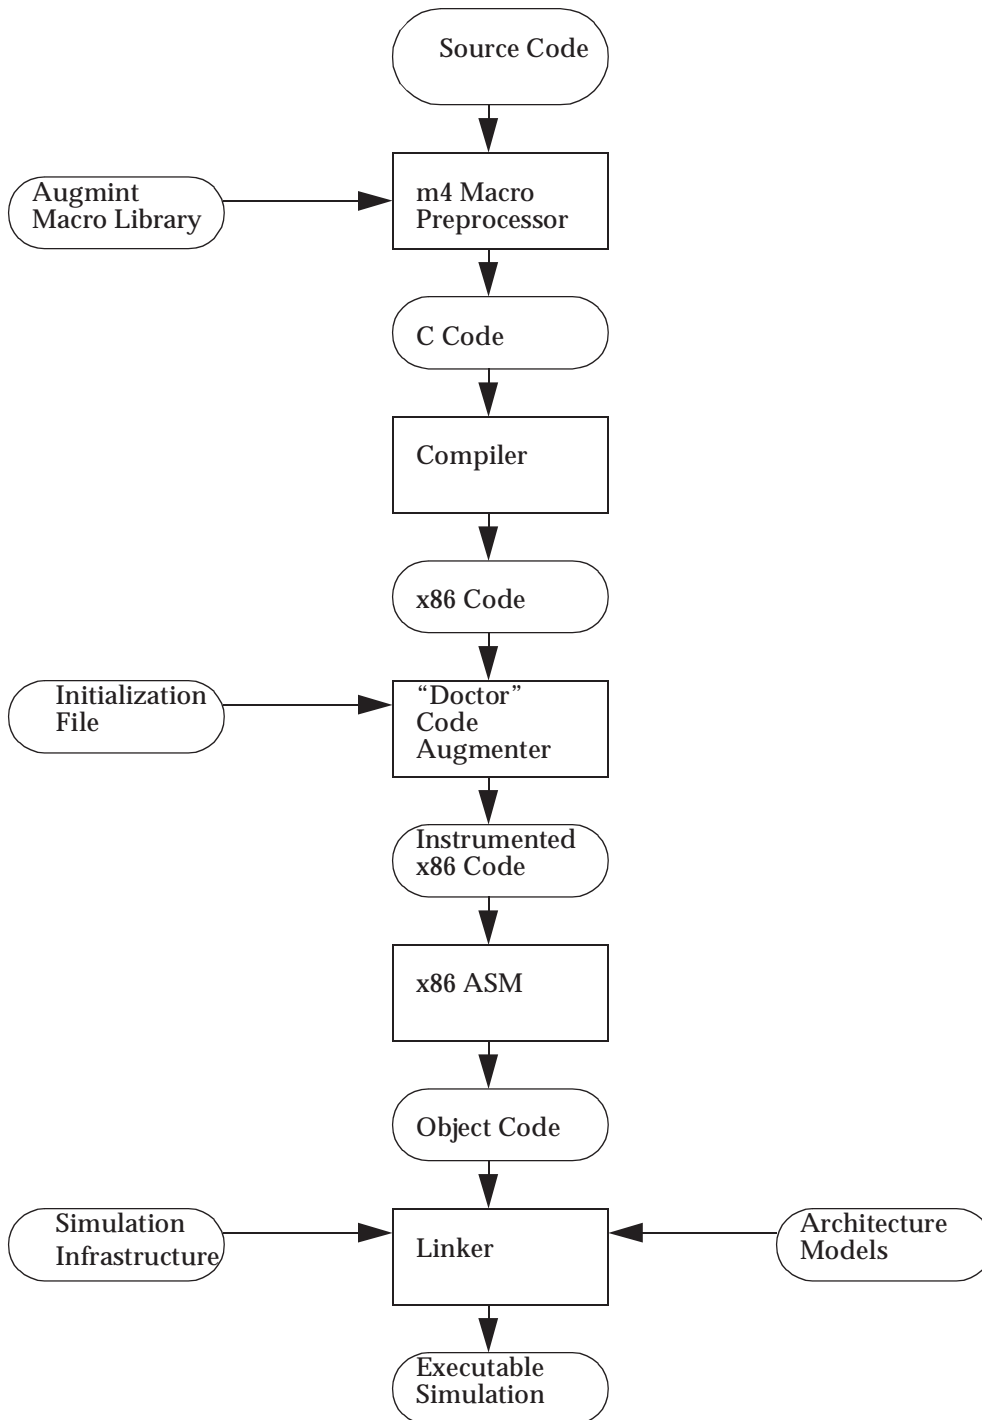 Source Code
Augmint
Macro Library
m4 Macro
Preprocessor
C Code
Compiler
x86 Code
Initialization
File
“Doctor”
Code
Augmenter
Instrumented
x86 Code
x86 ASM
Object Code
Simulation
Infrastructure
Linker
Architecture
Models
Executable
Simulation